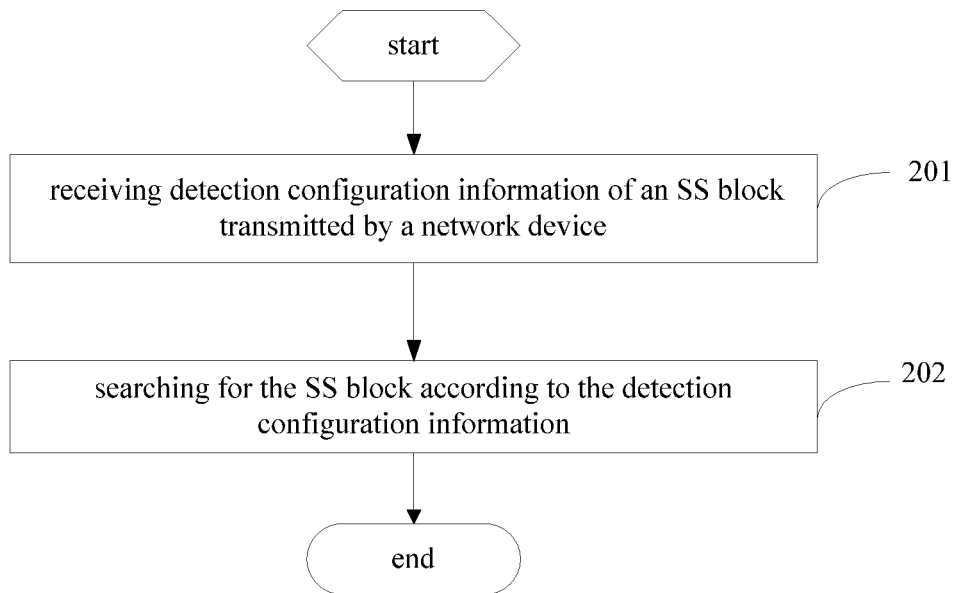 start
receiving detection configuration information of an SS block
transmitted by a network device
201
searching for the SS block according to the detection
configuration information
202
end